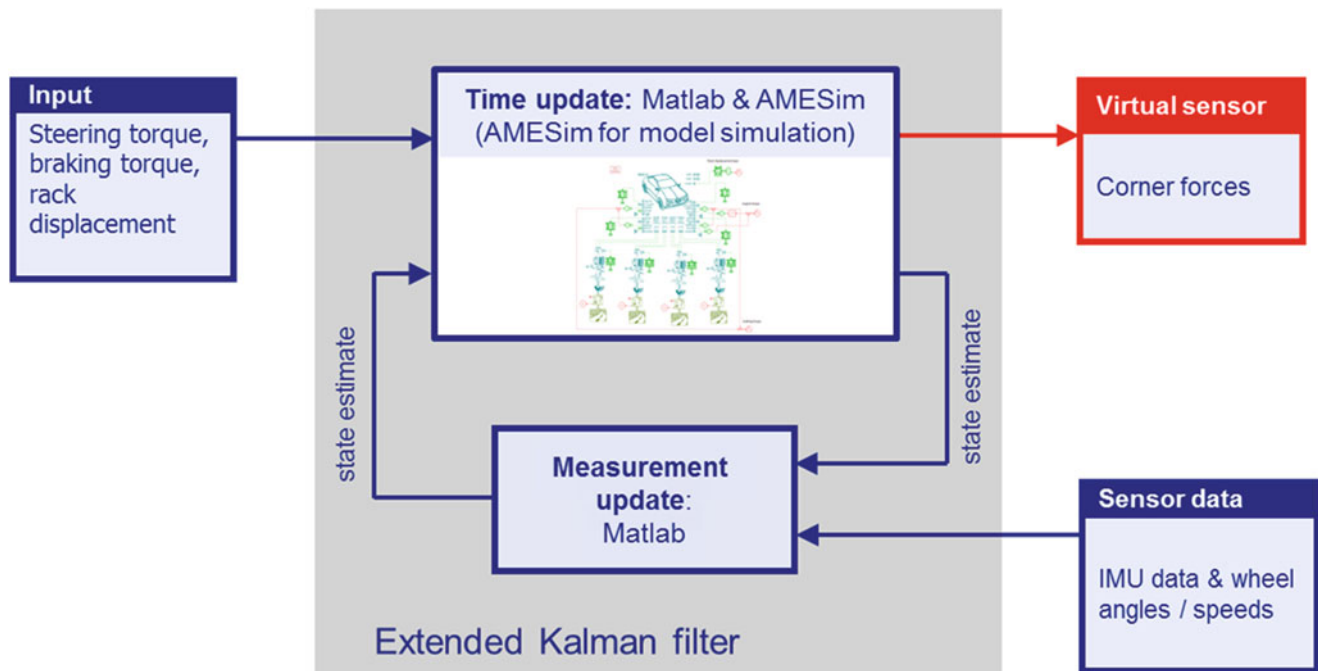 Input
Steering torque,
braking torque,
rack
displacement
Time update: Matlab & AMESim
(AMESim for model simulation)
Virtual sensor
Corner forces
state estimate
state estimate
Measurement
update:
Matlab
Sensor data
IMU data & wheel
angles / speeds
Extended Kalman filter